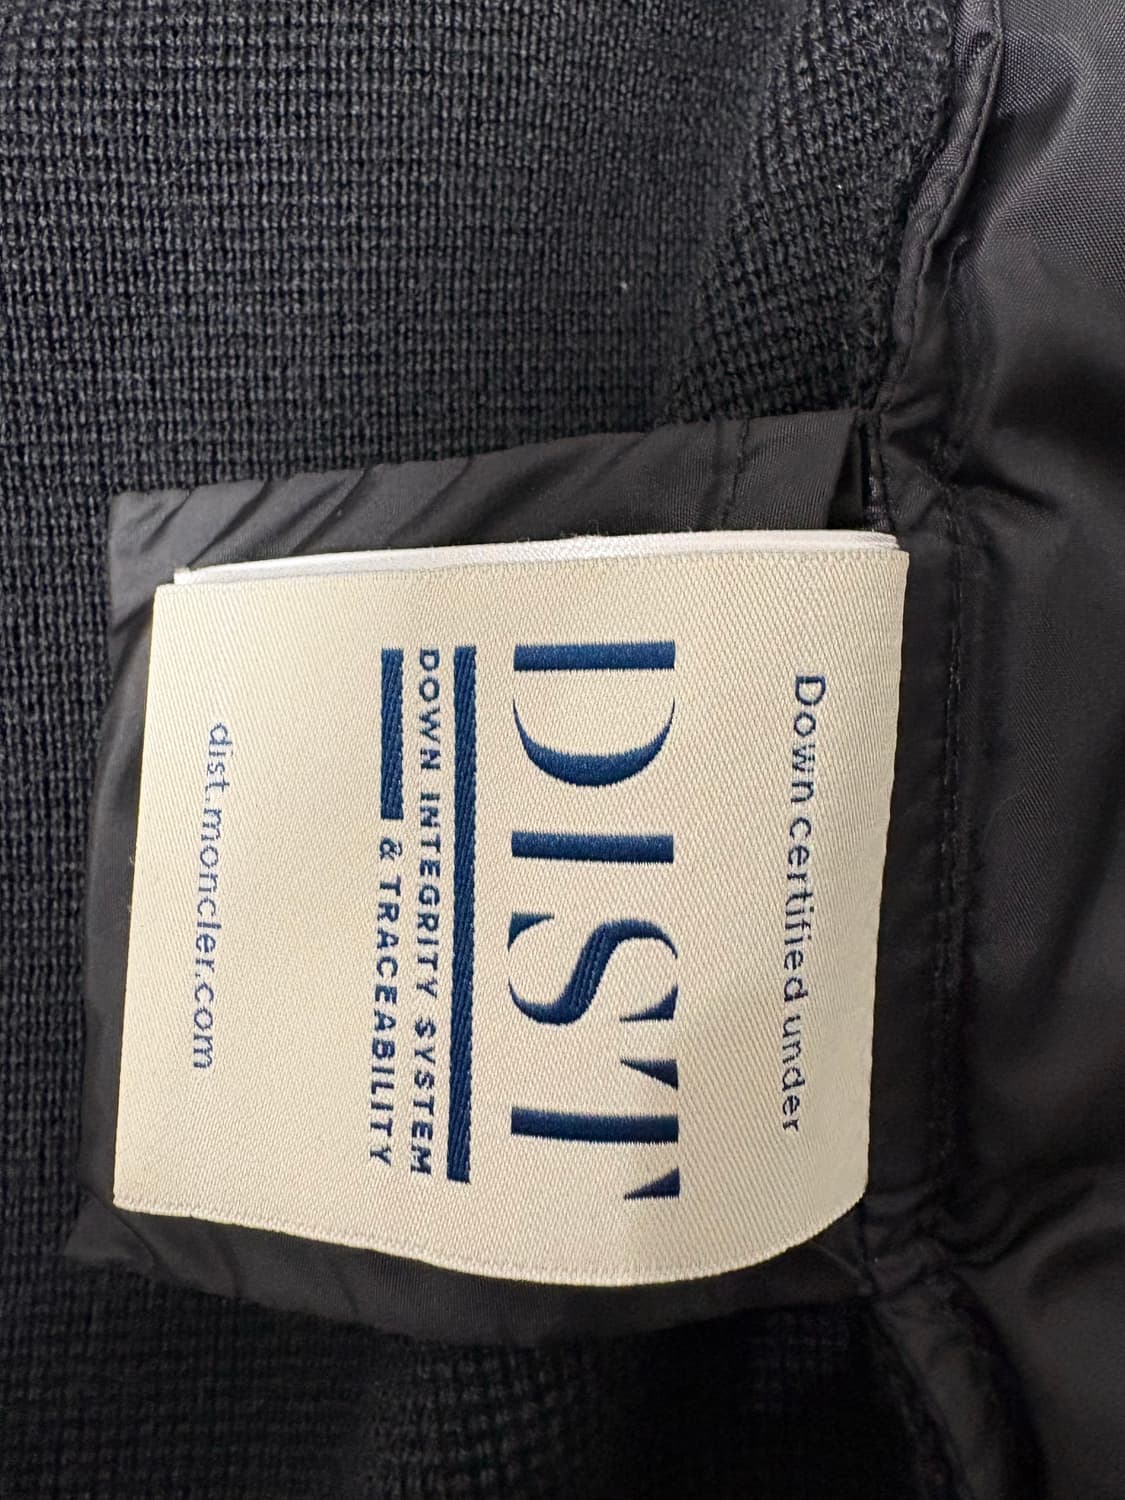 Down certified under
DIST
DOWN INTEGRITY SYSTEM
& TRACEABILITY
dist.moncler.com